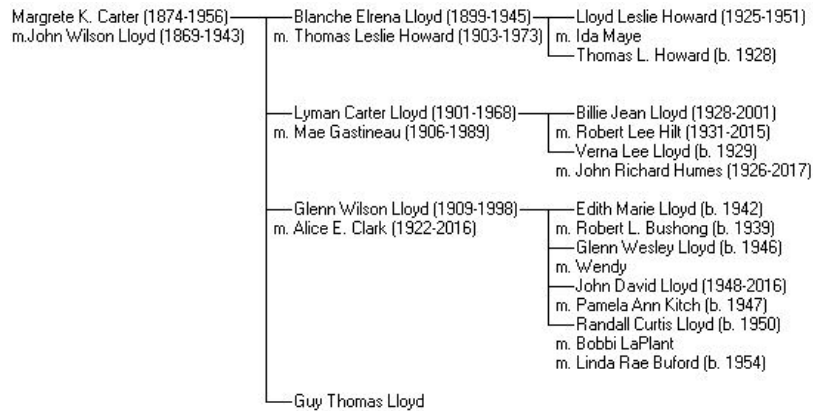 Margrete K. Carter (1874-1956)
m.John Wilson Lloyd (1869-1943)
Blanche Elrena Lloyd (1899-1945)
m. Thomas Leslie Howard (1903-1973)
Lloyd Leslie Howard (1925-1951)
m. Ida Maye
Thomas L. Howard (b. 1928)
Lyman Carter Lloyd (1901-1968)
m. Mae Gastineau (1906-1989)
Billie Jean Lloyd (1928-2001)
m. Robert Lee Hilt (1931-2015)
Verna Lee Lloyd (b. 1929)
m. John Richard Humes (1926-2017)
Glenn Wilson Lloyd (1909-1998)
m. Alice E. Clark (1922-2016)
Edith Marie Lloyd (b. 1942)
m. Robert L. Bushong (b. 1939)
Glenn Wesley Lloyd (b. 1946)
m. Wendy
John David Lloyd (1948-2016)
m. Pamela Ann Kitch (b. 1947)
Randall Curtis Lloyd (b. 1950)
m. Bobbi LaPlant
m. Linda Rae Buford (b. 1954)
Guy Thomas Lloyd